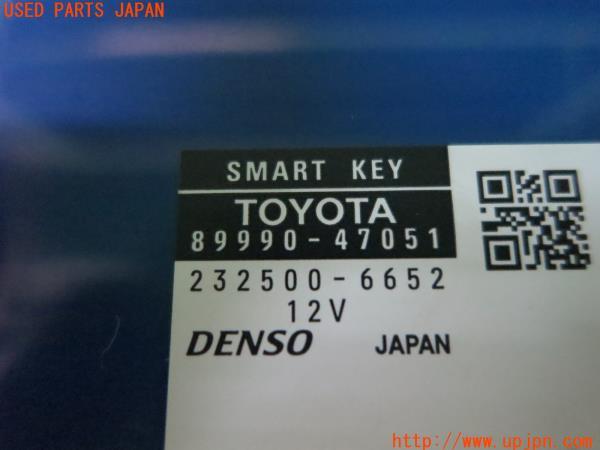 USED PARTS JAPAN
SMART KEY
TOYOTA
89990-47051
232500-6652
12V
DENSO JAPAN
http://www.upjpn.com